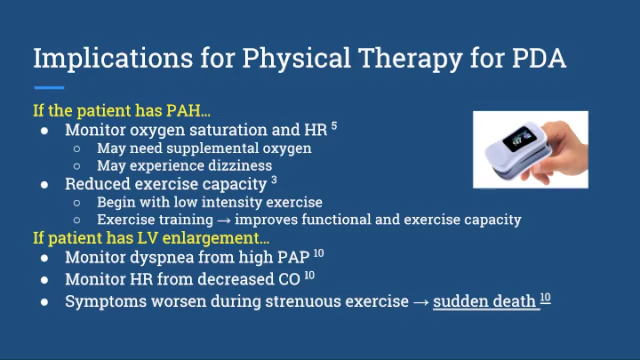 Implications for Physical Therapy for PDA
If the patient has PAH...
● Monitor oxygen saturation and HR 5
○ May need supplemental oxygen
○ May experience dizziness
● Reduced exercise capacity 3
○ Begin with low intensity exercise
○ Exercise training → improves functional and exercise capacity
If patient has LV enlargement...
● Monitor dyspnea from high PAP 10
● Monitor HR from decreased CO 10
● Symptoms worsen during strenuous exercise → sudden death 10